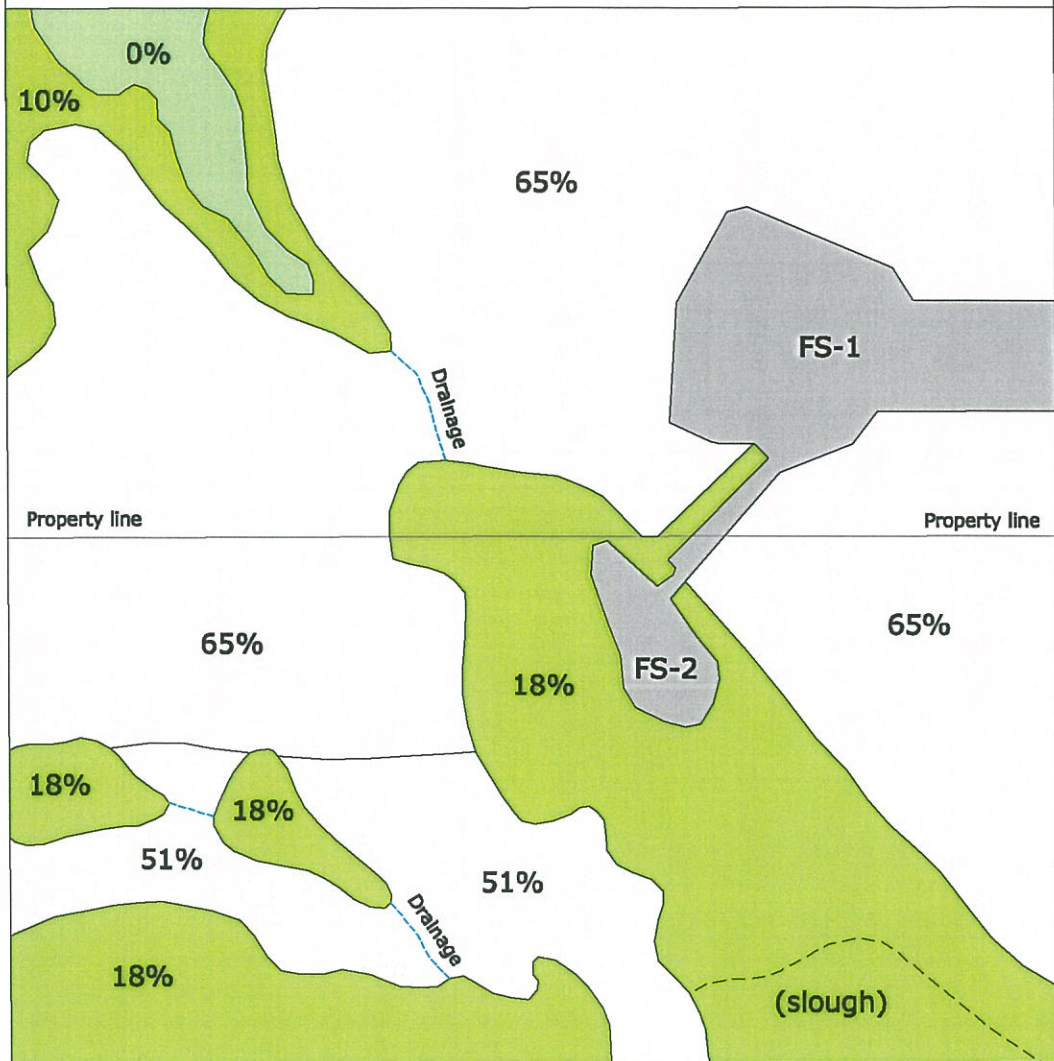 0%
10%
65%
FS-1
Drainage
Property line
Property line
65%
65%
FS-2
18%
18%
18%
51%
51%
Drainage
18%
(slough)